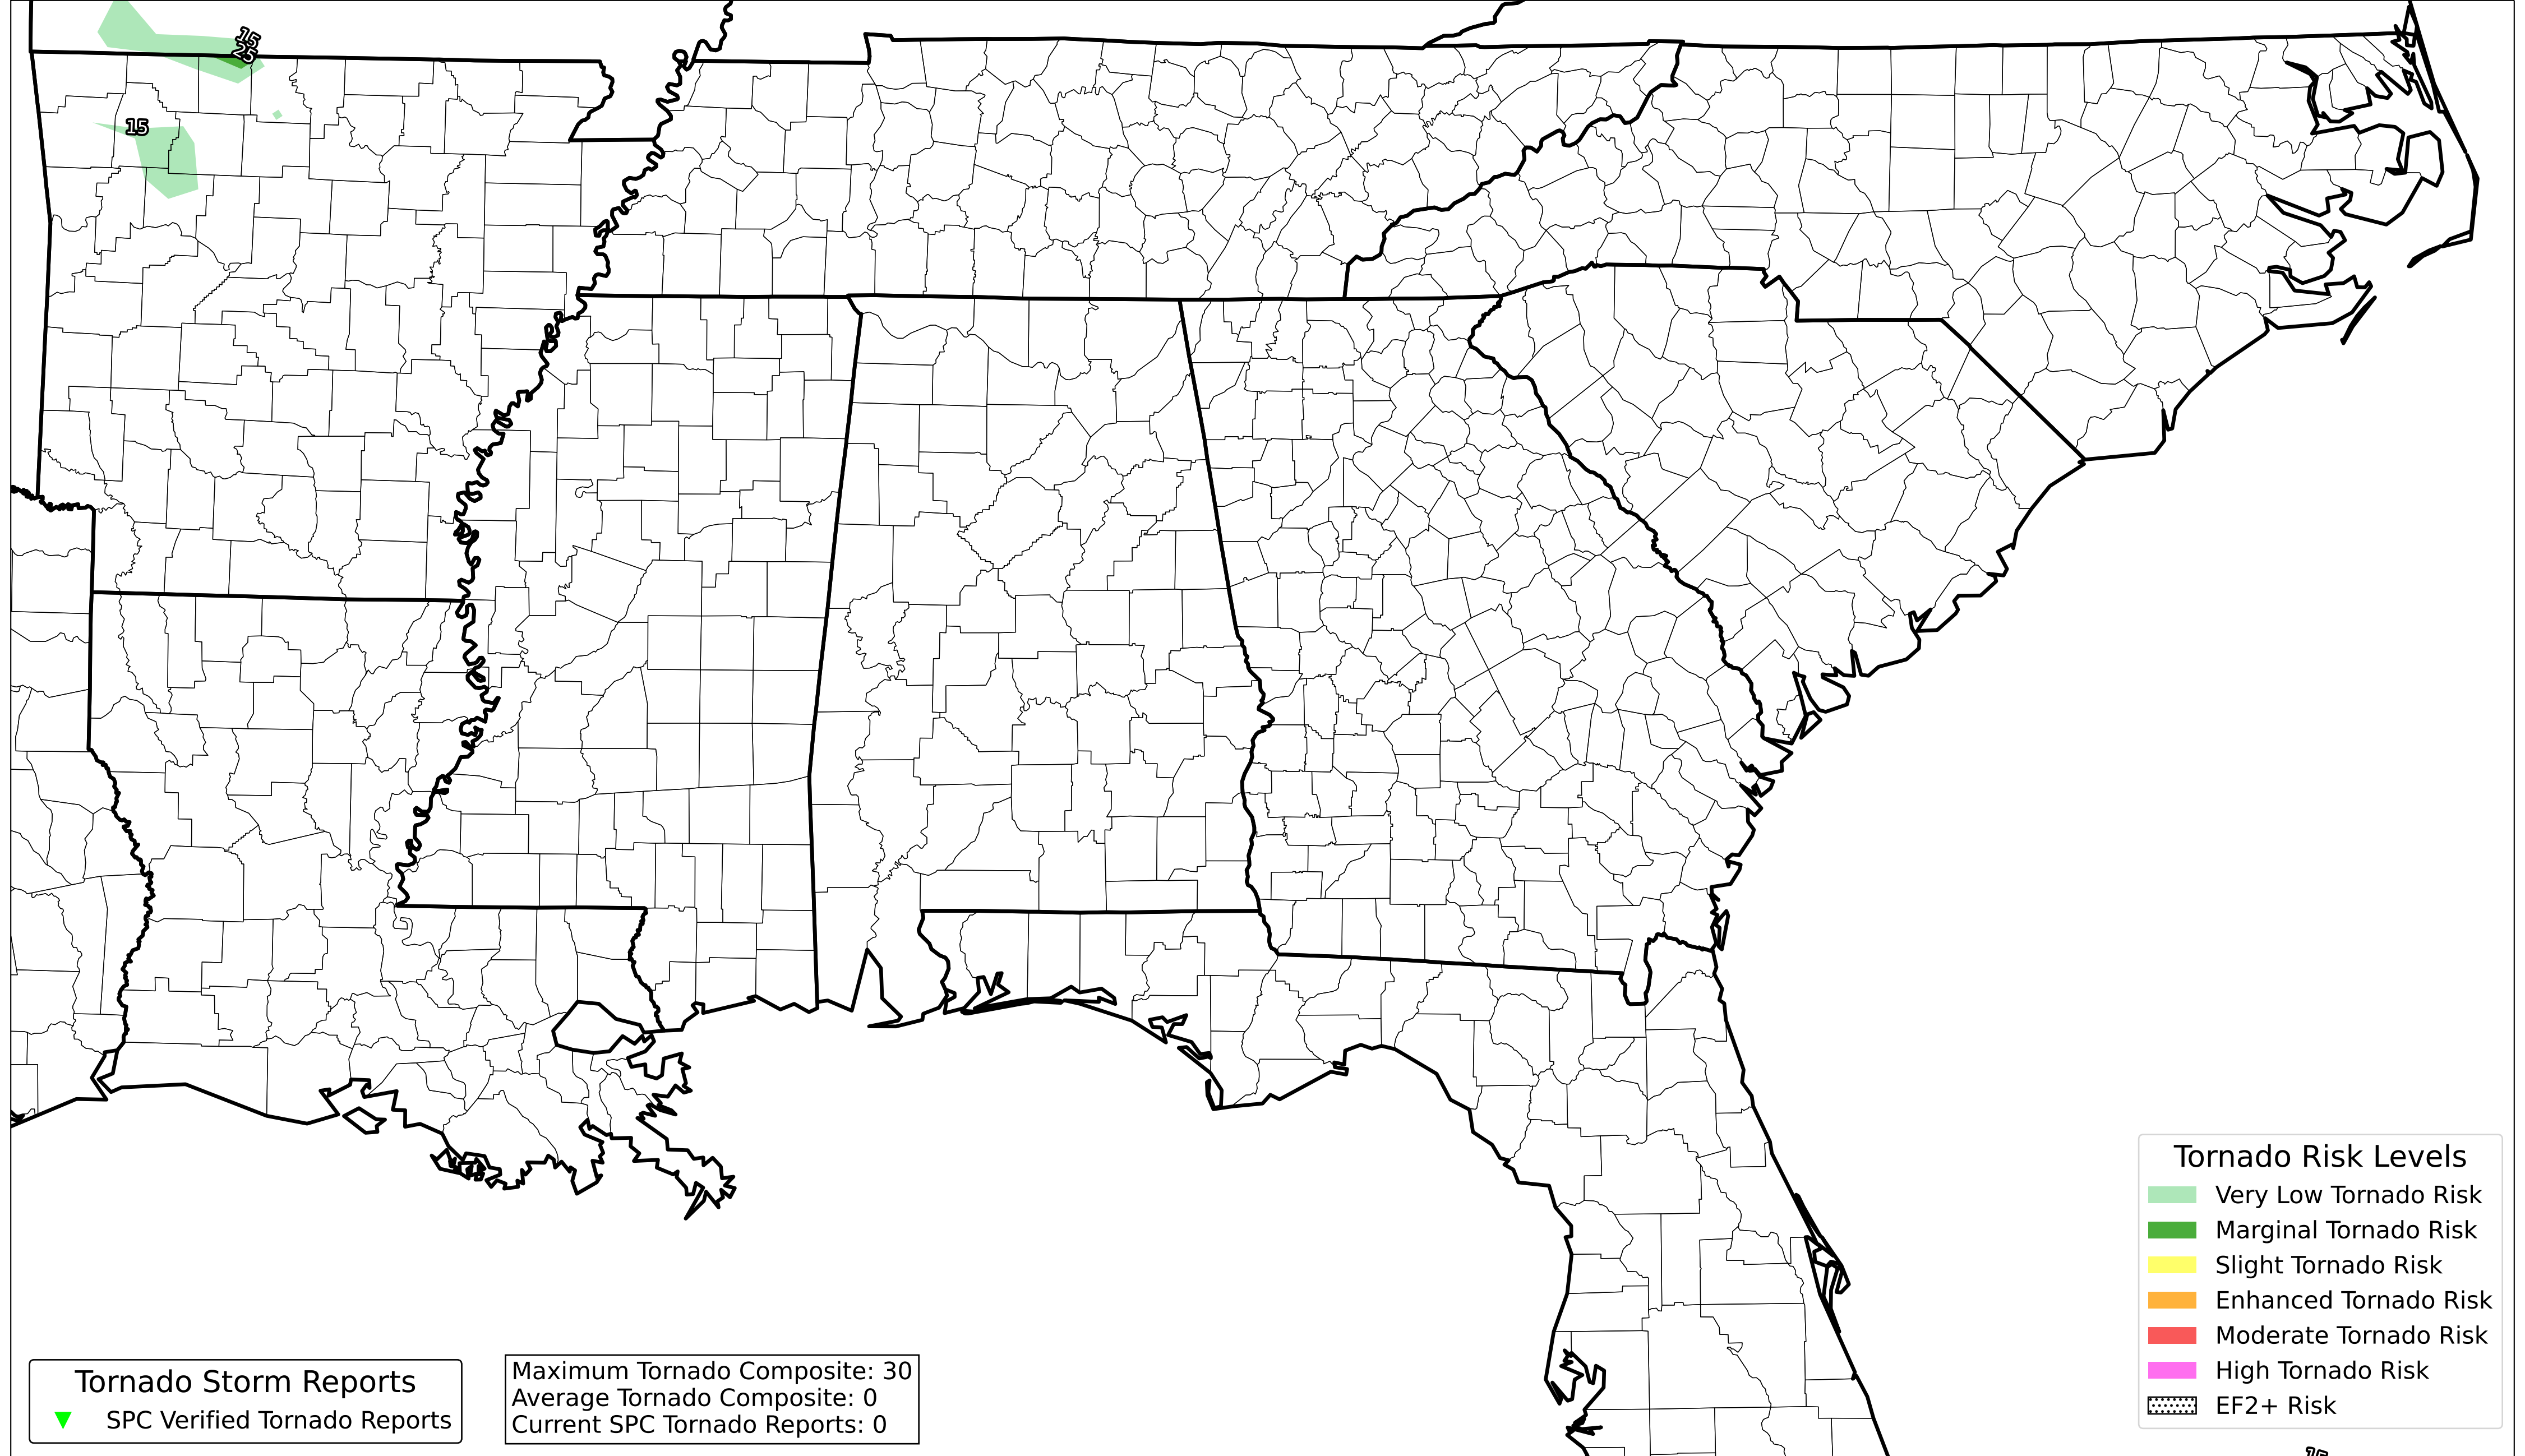 15
25
15
Tornado Risk Levels
Very Low Tornado Risk
Marginal Tornado Risk
Slight Tornado Risk
Enhanced Tornado Risk
Moderate Tornado Risk
High Tornado Risk
EF2+ Risk
Tornado Storm Reports
SPC Verified Tornado Reports
Maximum Tornado Composite: 30
Average Tornado Composite: 0
Current SPC Tornado Reports: 0